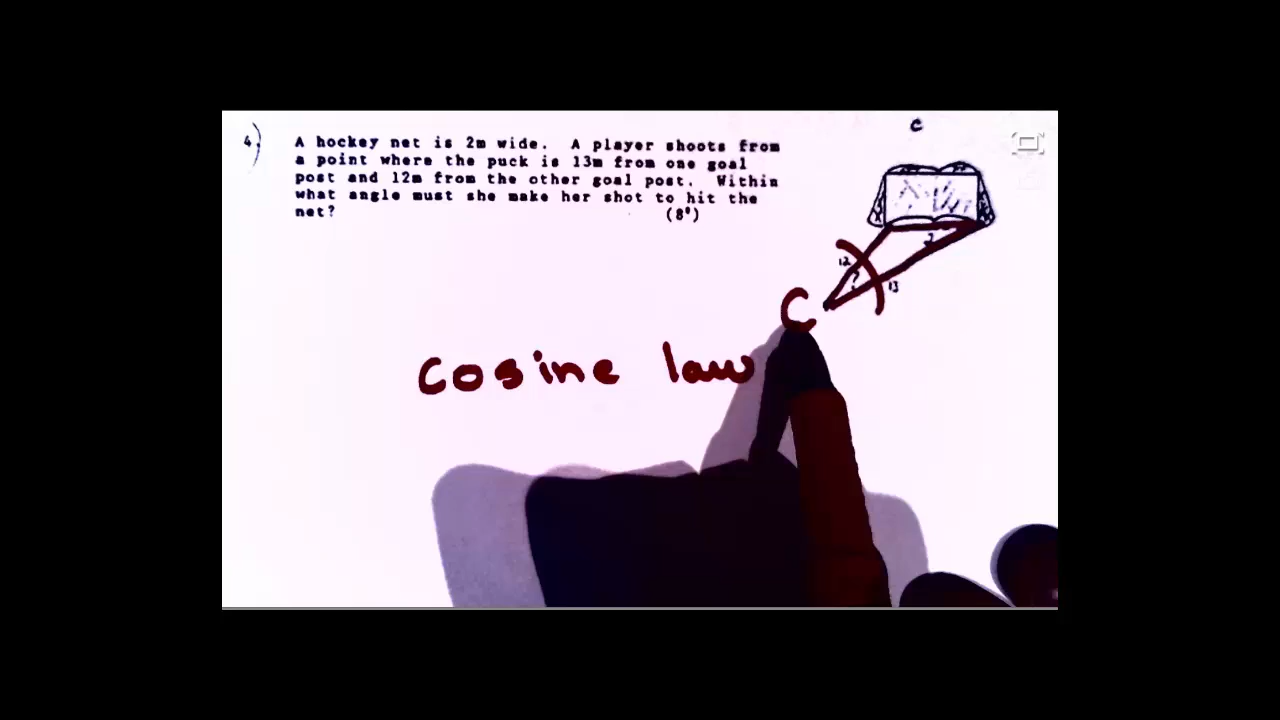 4)
A hockey net is 2m wide. A player shoots from
a point where the puck is 13m from one goal
post and 12m from the other goal post. Within
what angle must she make her shot to hit the
net? (8°)
c
2
12
?
13
C
cosine law